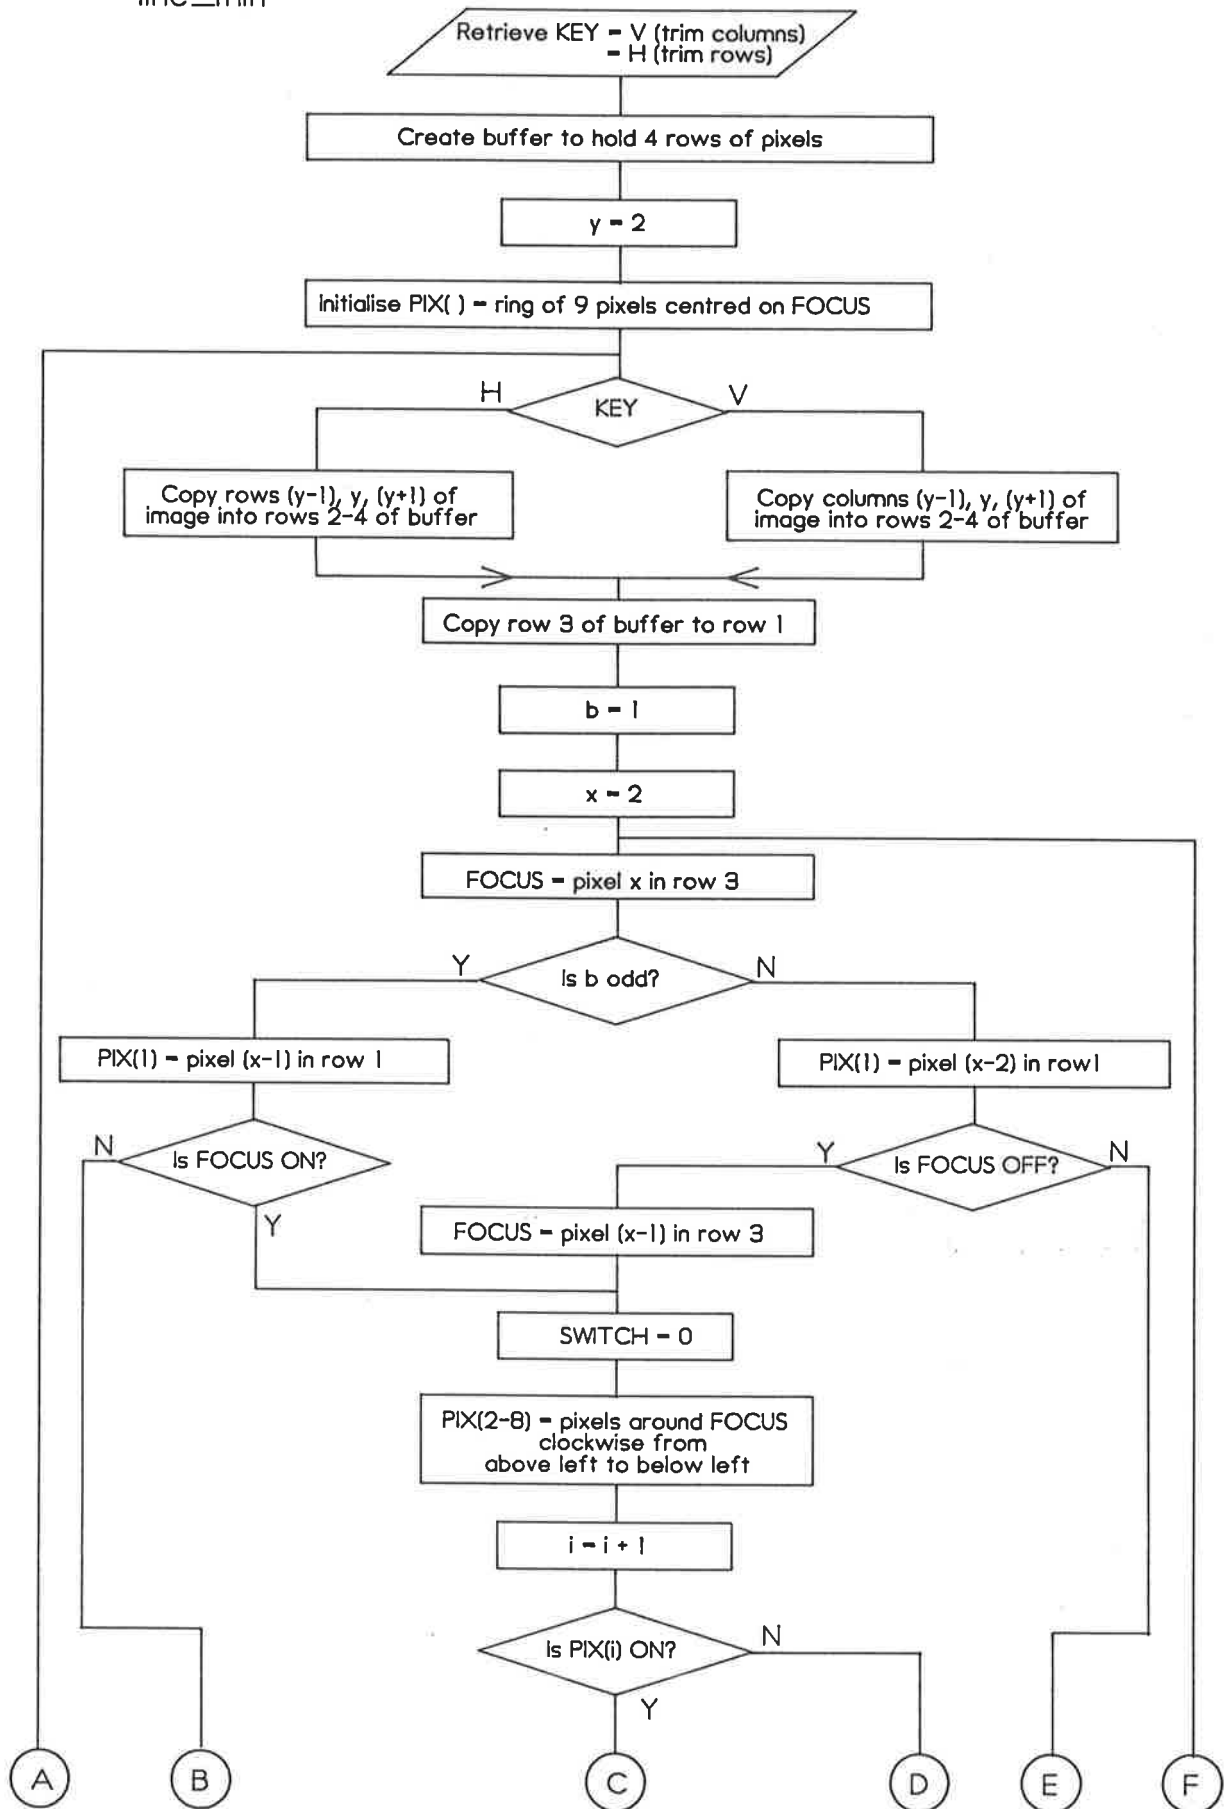 Retrieve KEY = V (trim columns)
= H (trim rows)
Create buffer to hold 4 rows of pixels
y = 2
Initialise PIX( ) = ring of 9 pixels centred on FOCUS
H
KEY
V
Copy rows (y-1), y, (y+1) of
image into rows 2-4 of buffer
Copy columns (y-1), y, (y+1) of
image into rows 2-4 of buffer
Copy row 3 of buffer to row 1
b = 1
x = 2
FOCUS = pixel x in row 3
Y
Is b odd?
N
PIX(1) = pixel (x-1) in row 1
PIX(1) = pixel (x-2) in row1
N
Is FOCUS ON?
Y
Y
Is FOCUS OFF?
N
FOCUS = pixel (x-1) in row 3
SWITCH = 0
PIX(2-8) = pixels around FOCUS
clockwise from
above left to below left
i = i + 1
Is PIX(i) ON?
N
Y
A
B
C
D
E
F